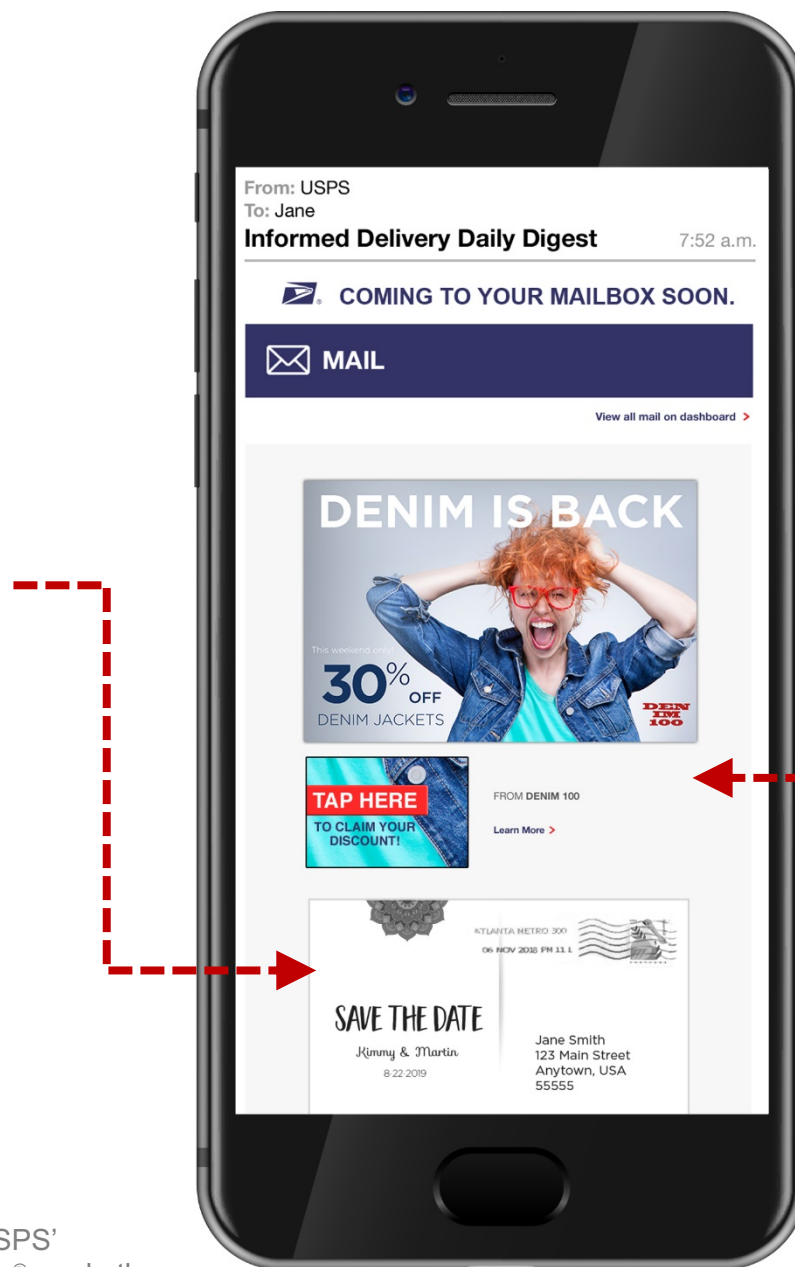 From: USPS
To: Jane
Informed Delivery Daily Digest 7:52 a.m.
COMING TO YOUR MAILBOX SOON.
MAIL
View all mail on dashboard >
DENIM IS BACK
This weekend only!
30% OFF
DENIM JACKETS
DEN
IM
100
TAP HERE
TO CLAIM YOUR
DISCOUNT!
FROM DENIM 100
Learn More >
ATLANTA METRO 300
06 NOV 2018 PM 11 L
SAVE THE DATE
Kimmy & Martin
8·22·2019
Jane Smith
123 Main Street
Anytown, USA
55555
SPS'